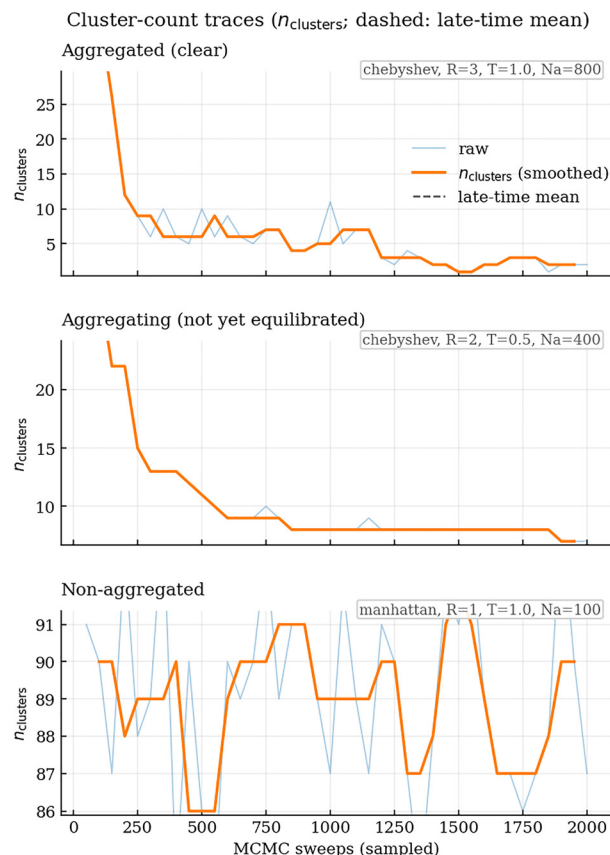 Cluster-count traces (n_clusters; dashed: late-time mean)
Aggregated (clear)
chebyshev, R=3, T=1.0, Na=800
n_clusters
25
20
15
10
5
raw
n_clusters (smoothed)
late-time mean
Aggregating (not yet equilibrated)
chebyshev, R=2, T=0.5, Na=400
n_clusters
20
15
10
Non-aggregated
manhattan, R=1, T=1.0, Na=100
n_clusters
91
90
89
88
87
86
0 250 500 750 1000 1250 1500 1750 2000
MCMC sweeps (sampled)